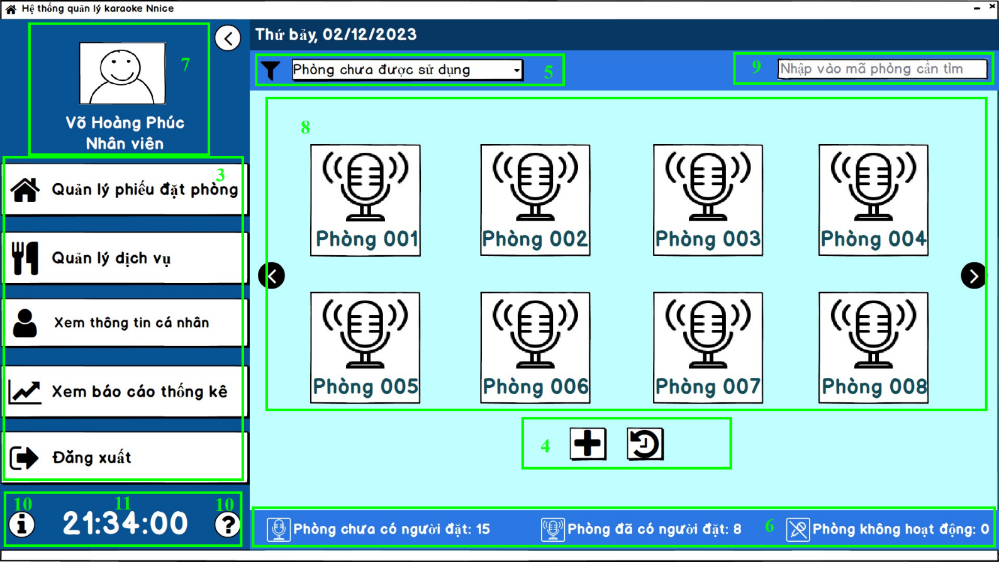 Hệ thống quản lý karaoke Nnice
Thứ bảy, 02/12/2023
7
Võ Hoàng Phúc
Nhân viên
Phòng chưa được sử dụng
5
9
Nhập vào mã phòng cần tìm
3
Quản lý phiếu đặt phòng
Quản lý dịch vụ
Xem thông tin cá nhân
Xem báo cáo thống kê
Đăng xuất
8
Phòng 001
Phòng 002
Phòng 003
Phòng 004
Phòng 005
Phòng 006
Phòng 007
Phòng 008
4
10
11
10
21:34:00
Phòng chưa có người đặt: 15
Phòng đã có người đặt: 8
6
Phòng không hoạt động: 0